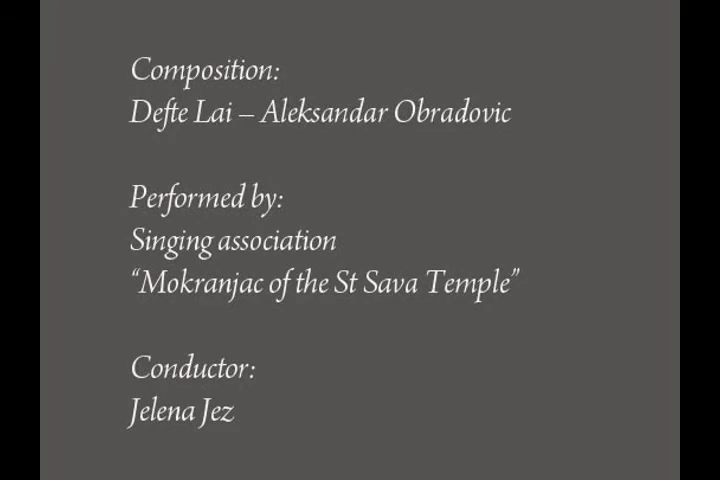 Composition:
Defte Lai – Aleksandar Obradovic
Performed by:
Singing association
“Mokranjac of the St Sava Temple”
Conductor:
Jelena Jez